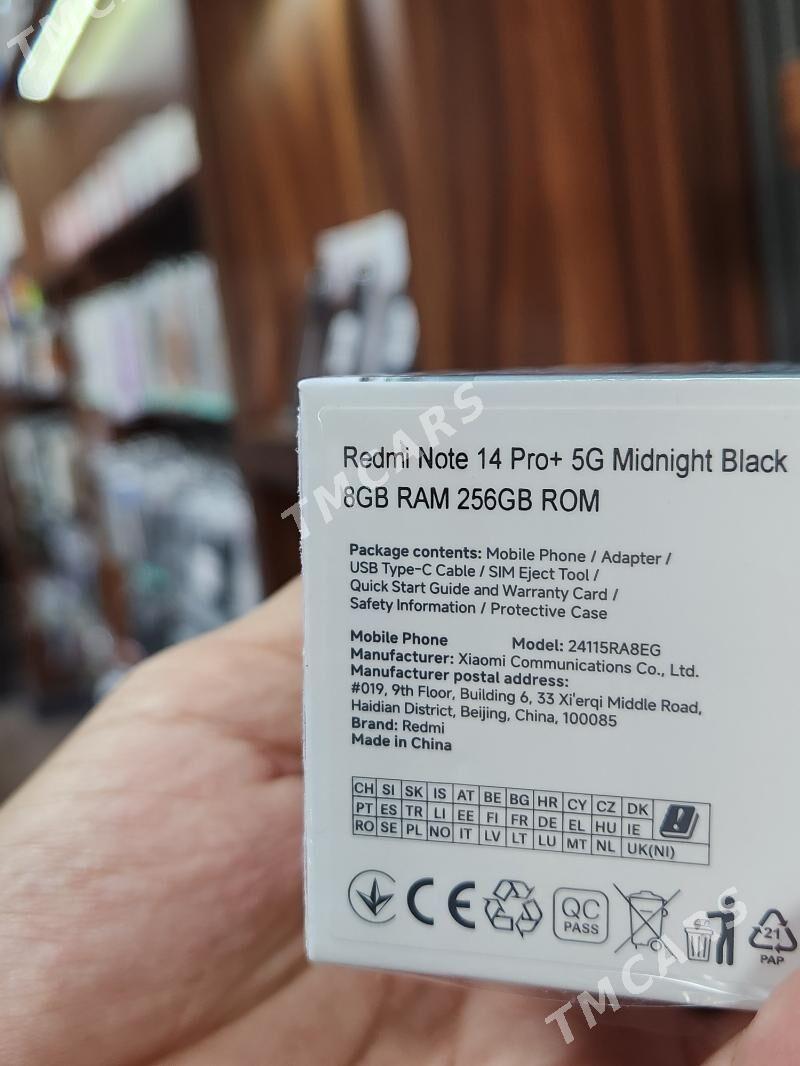 TMCARS
Redmi Note 14 Pro+ 5G Midnight Black
8GB RAM 256GB ROM
TMCARS
Package contents: Mobile Phone / Adapter /
USB Type-C Cable / SIM Eject Tool /
Quick Start Guide and Warranty Card /
Safety Information / Protective Case
Mobile Phone Model: 24115RA8EG
Manufacturer: Xiaomi Communications Co., Ltd.
Manufacturer postal address:
#019, 9th Floor, Building 6, 33 Xi'erqi Middle Road,
Haidian District, Beijing, China, 100085
Brand: Redmi
Made in China
CH SI SK IS AT BE BG HR CY CZ DK
PT ES TR LI EE FI FR DE EL HU IE
RO SE PL NO IT LV LT LU MT NL UK(NI)
CE
QC
PASS
21
PAP
TMCARS